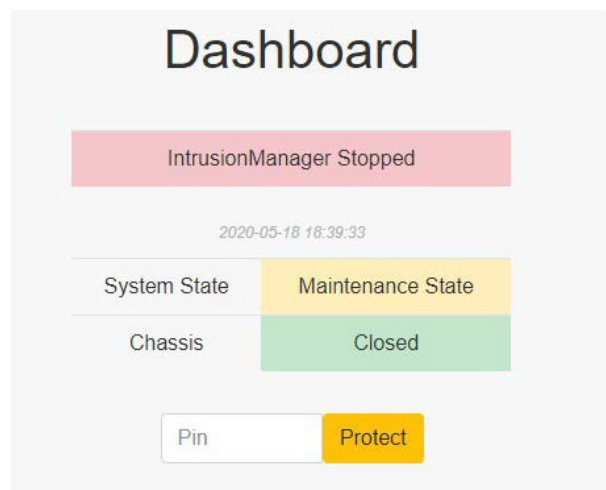 Dashboard
IntrusionManager Stopped
2020-05-18 18:39:33
System State Maintenance State
Chassis Closed
Pin Protect